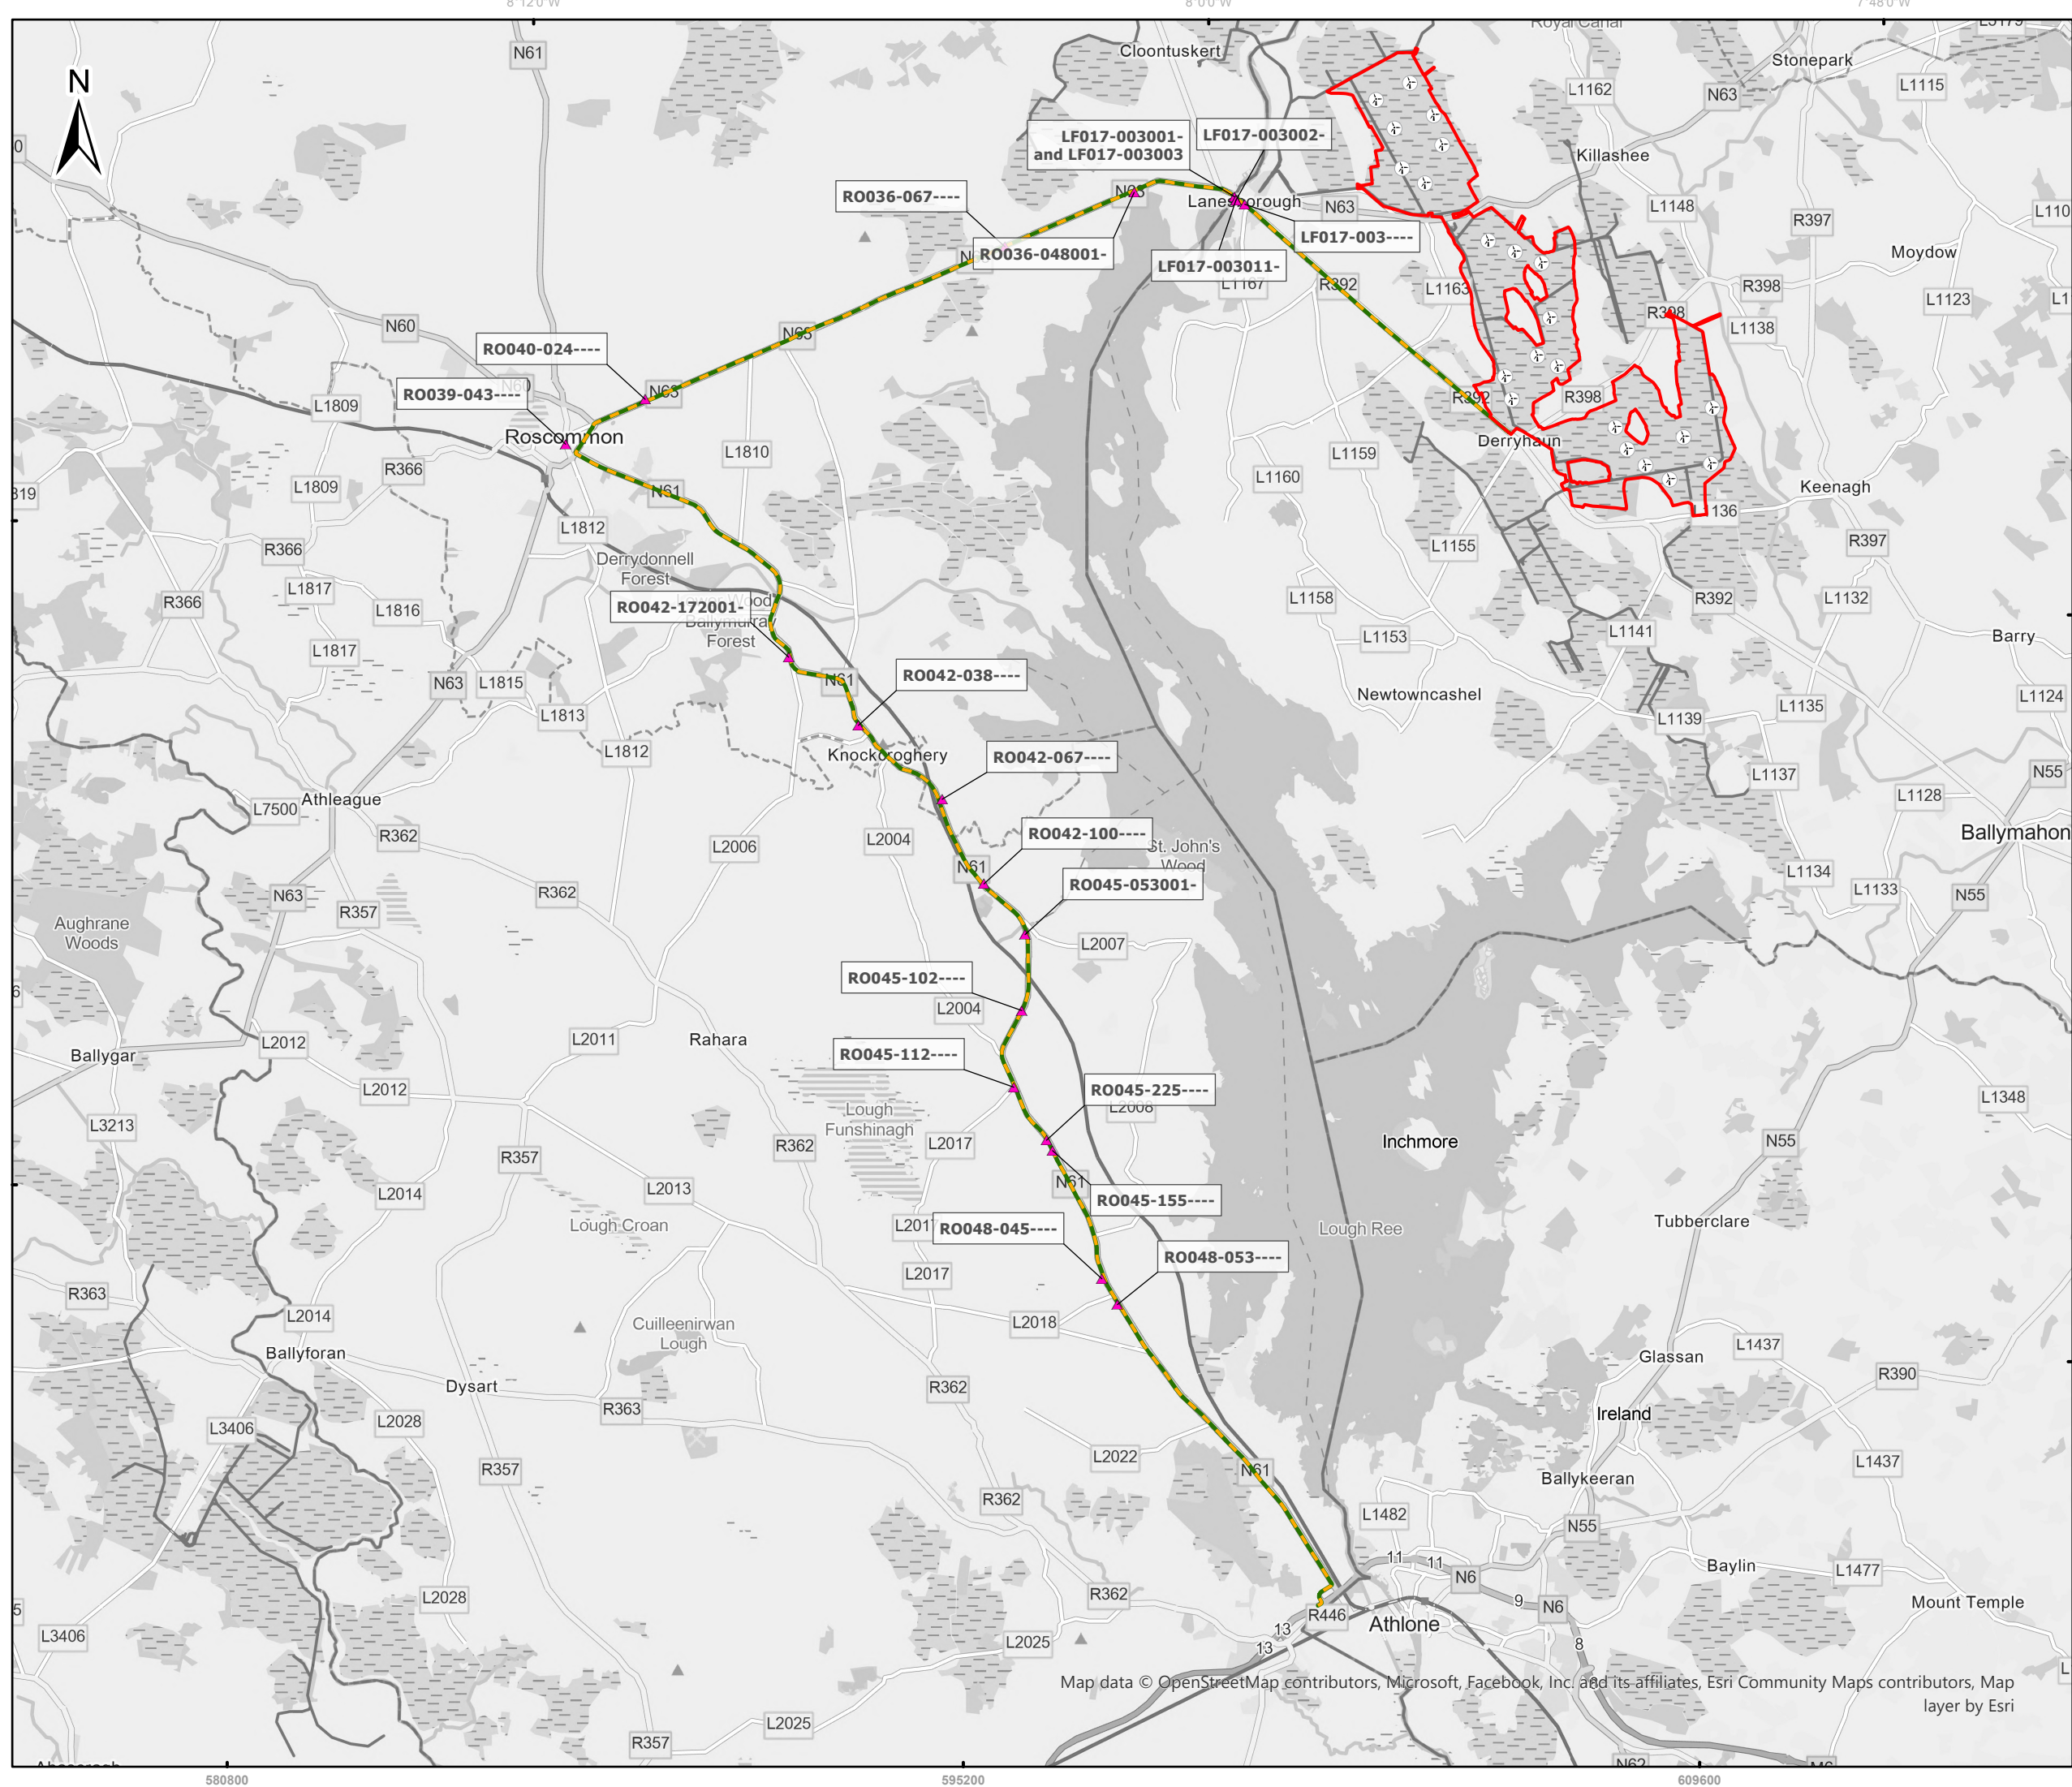 8°12'0"W
8°0'0"W
7°48'0"W
Royal Canal
L5179
N61
Cloontuskert
Stonepark
N
L1162
N63
L1115
0
LF017-003001-
and LF017-003003
LF017-003002-
Killashee
RO036-067----
N63
Lanesborough
N63
L1148
R397
L110
LF017-003----
RO036-048001-
LF017-003011-
Moydow
L1167
R392
L1163
R398
L1123
L1
N60
N63
R398
L1138
RO040-024----
RO039-043----
N60
N63
L1809
R392
R398
Roscommon
Derryhaun
R366
L1810
L1159
L1160
Keenagh
319
L1809
N61
136
L1812
R366
L1155
R397
Derrydonnell
Forest
L1817
R366
L1816
RO042-172001-
Lower Wood
Ballymurra
Forest
L1158
R392
L1132
L1153
L1141
Barry
L1817
N63
L1815
N61
RO042-038----
Newtowncashel
L1124
L1813
L1139
L1135
L1812
Knockcroghery
RO042-067----
L1137
N55
Athleague
L7500
L1128
R362
L2006
L2004
RO042-100----
Ballymahon
St. John's
Wood
N61
L1134
N63
R362
RO045-053001-
L1133
N55
R357
Aughrane
Woods
L2007
RO045-102----
6
L2004
L2012
L2011
Rahara
Ballygar
RO045-112----
L2012
RO045-225----
L2008
L1348
Lough
Funshinagh
L3213
R362
L2017
Inchmore
N55
R357
L2014
L2013
N61
RO045-155----
Lough Croan
L2017
RO048-045----
Lough Ree
Tubberclare
RO048-053----
L2017
R363
L2014
Cuilleenirwan
Lough
L2018
L1437
Ballyforan
Glassan
Dysart
R362
R390
R363
Ireland
L3406
L2028
L2022
N61
L1437
R357
Ballykeeran
R362
L1482
N55
11
11
Baylin
L1477
N6
L2028
R362
9
N6
Mount Temple
5
R446
Athlone
L3406
13
L2025
13
8
Map data © OpenStreetMap contributors, Microsoft, Facebook, Inc. and its affiliates, Esri Community Maps contributors, Map
layer by Esri
L2025
R357
N62
M6
580800
595200
609600